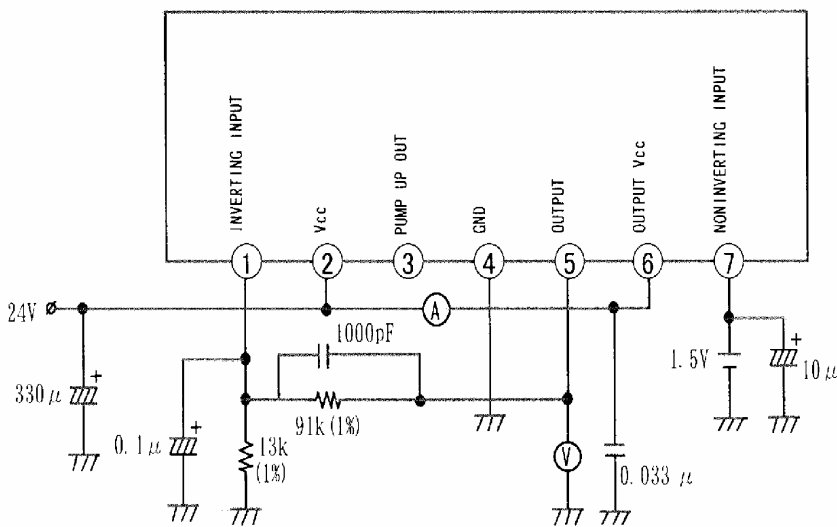 INVERTING INPUT
Vcc
PUMP UP OUT
GND
OUTPUT
OUTPUT Vcc
NONINVERTING INPUT
1
2
3
4
5
6
7
24V
A
1000pF
330μ
+
0.1μ
+
91k(1%)
13k
(1%)
V
0.033μ
1.5V
+
10μ